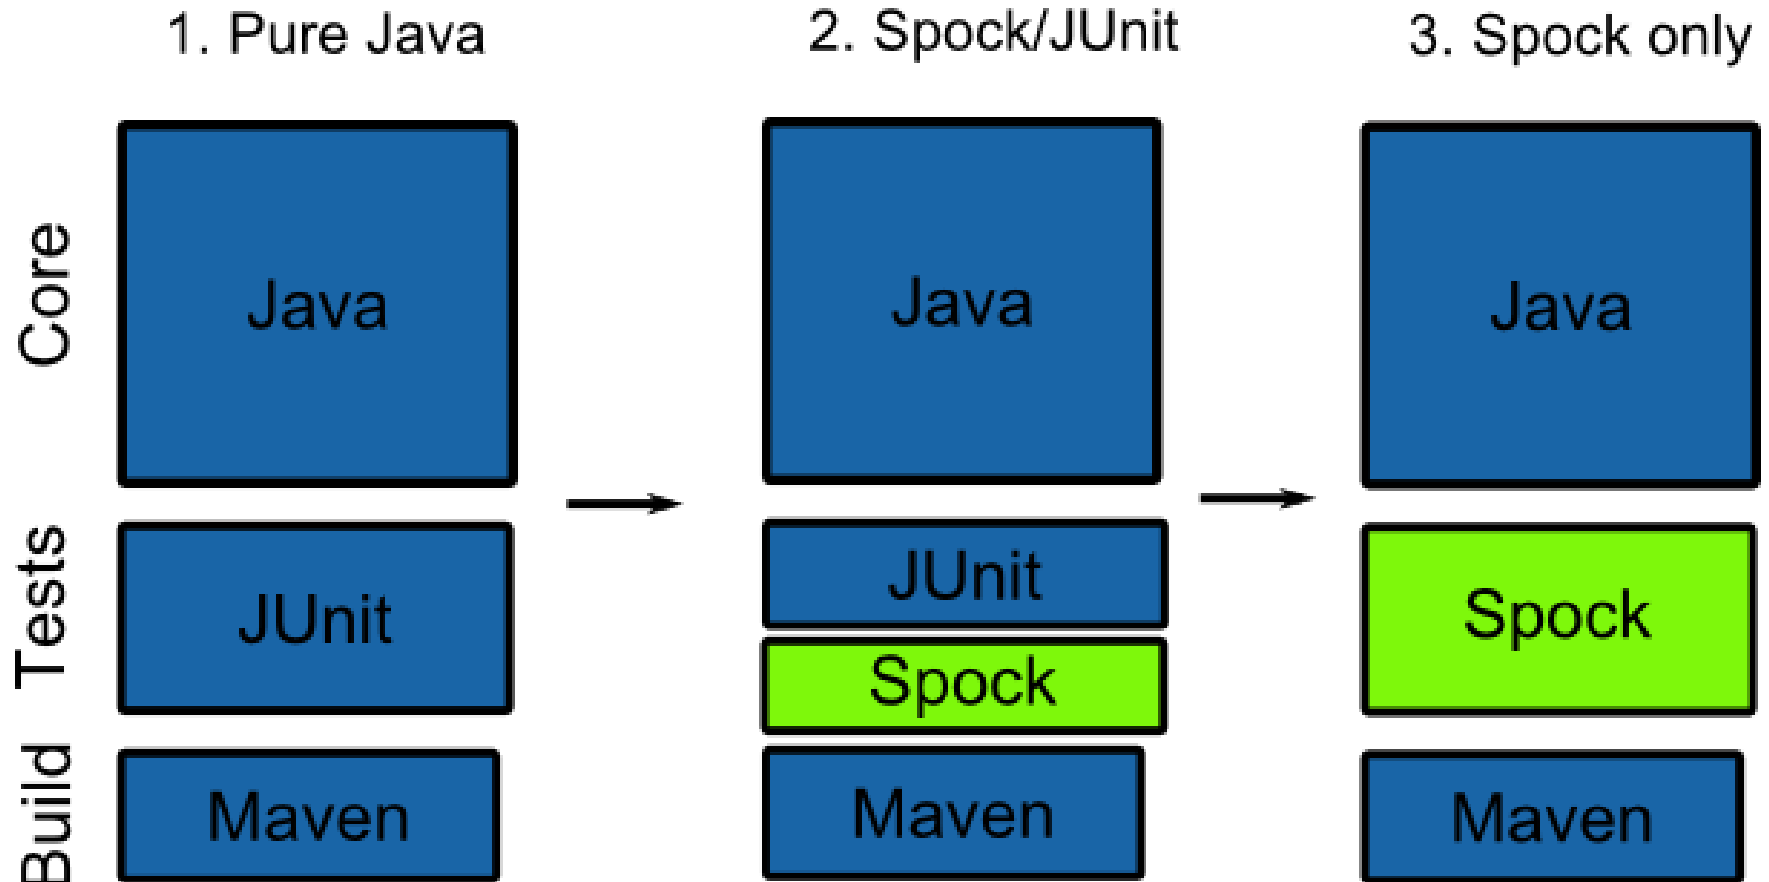 1. Pure Java
2. Spock/JUnit
3. Spock only
Core
Java
Java
Java
Tests
JUnit
JUnit
Spock
Spock
Build
Maven
Maven
Maven